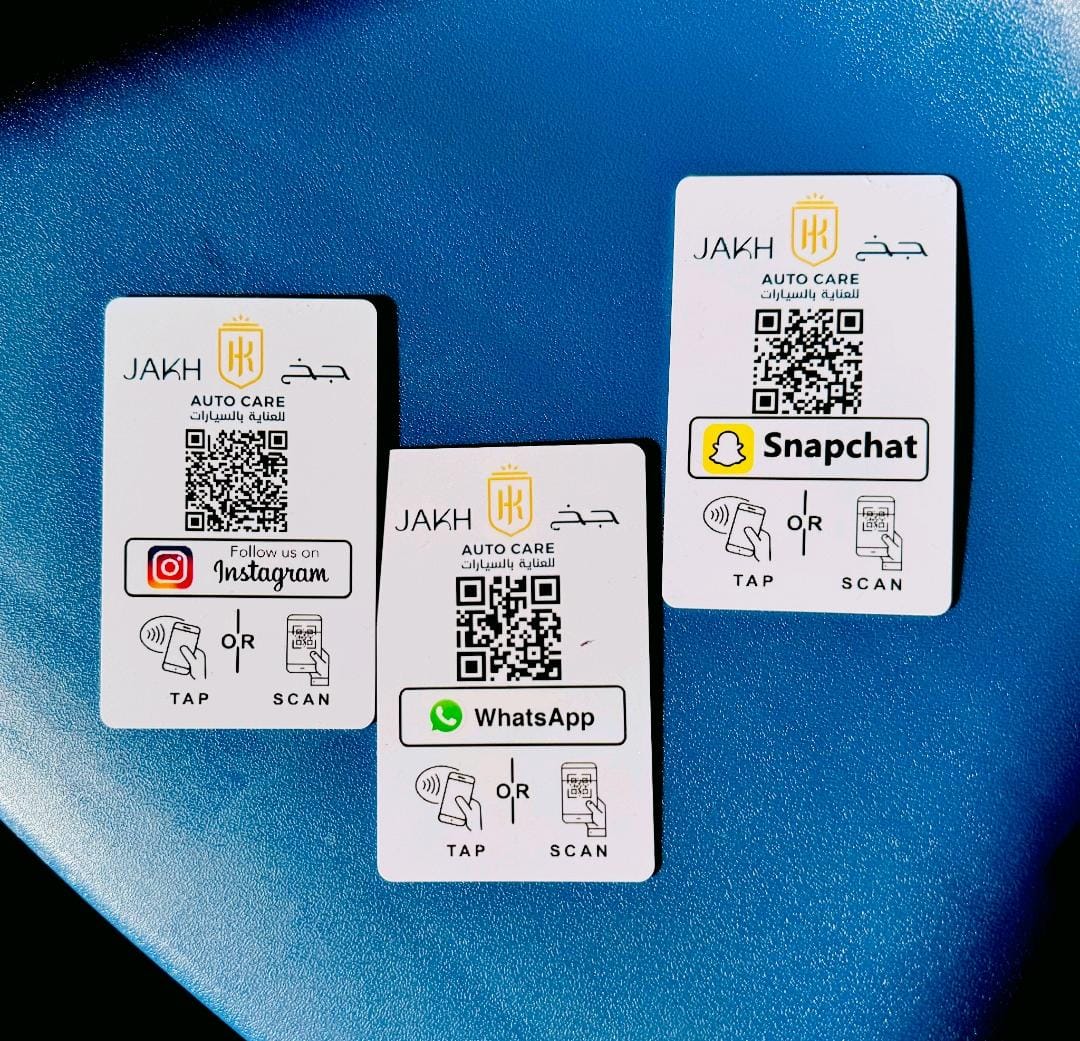 JAKH جخ
AUTO CARE
للعناية بالسيارات
Follow us on
Instagram
OR
TAP SCAN
JAKH جخ
AUTO CARE
للعناية بالسيارات
WhatsApp
OR
TAP SCAN
JAKH جخ
AUTO CARE
للعناية بالسيارات
Snapchat
OR
TAP SCAN